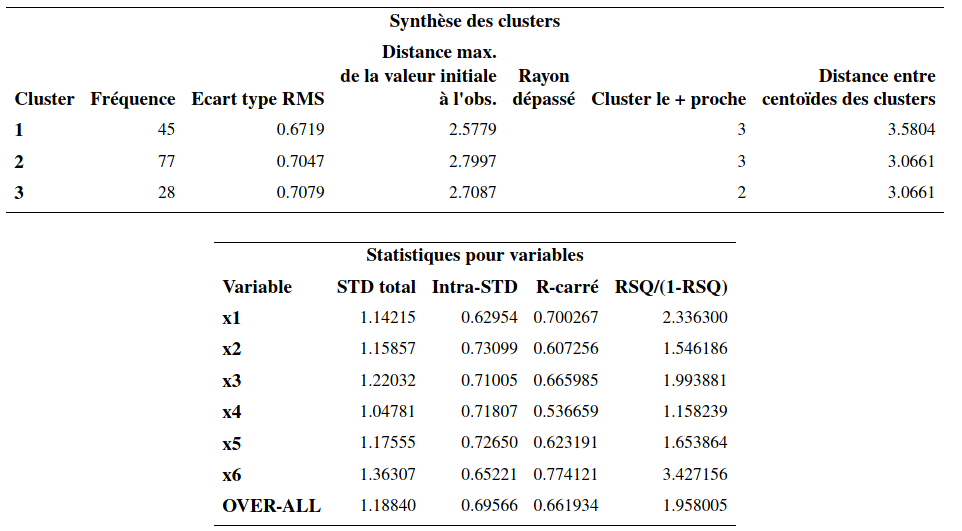 Synthèse des clusters
Distance max.
de la valeur initiale Rayon Distance entre
Cluster Fréquence Ecart type RMS à l'obs. dépassé Cluster le + proche centoïdes des clusters
1 45 0.6719 2.5779 3 3.5804
2 77 0.7047 2.7997 3 3.0661
3 28 0.7079 2.7087 2 3.0661
Statistiques pour variables
Variable STD total Intra-STD R-carré RSQ/(1-RSQ)
x1 1.14215 0.62954 0.700267 2.336300
x2 1.15857 0.73099 0.607256 1.546186
x3 1.22032 0.71005 0.665985 1.993881
x4 1.04781 0.71807 0.536659 1.158239
x5 1.17555 0.72650 0.623191 1.653864
x6 1.36307 0.65221 0.774121 3.427156
OVER-ALL 1.18840 0.69566 0.661934 1.958005